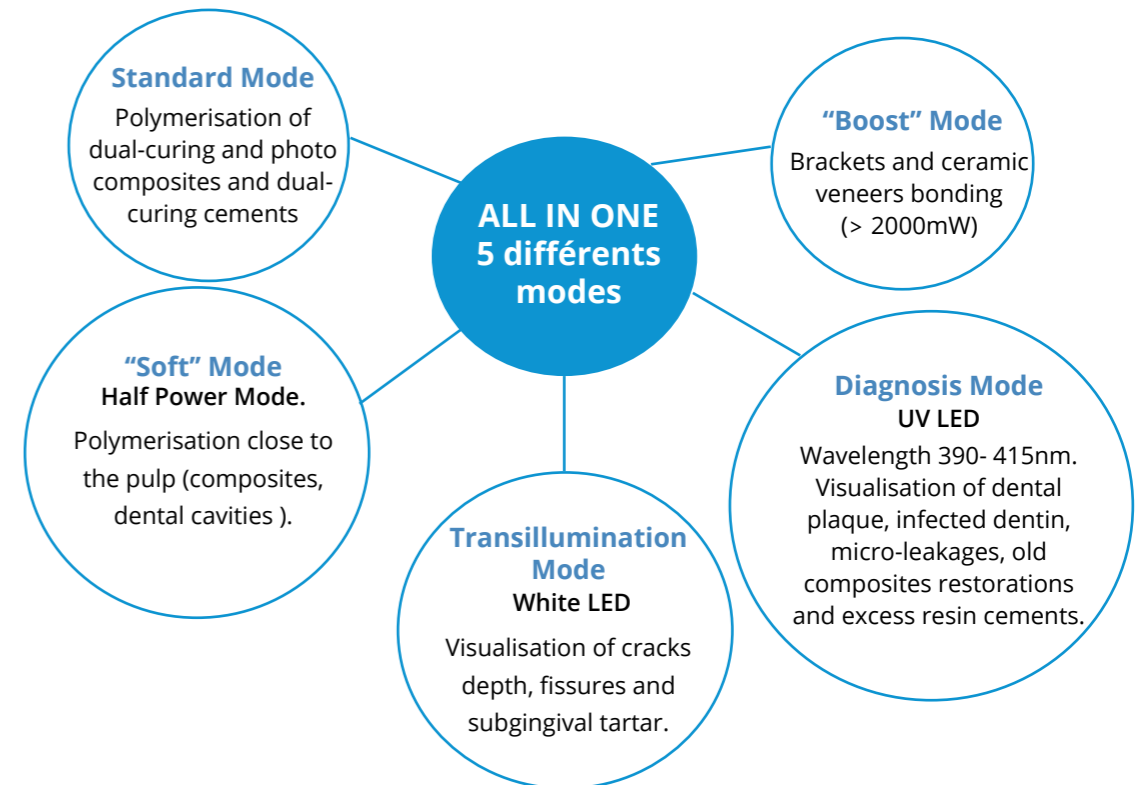 Standard Mode
Polymerisation of
dual-curing and photo
composites and dual-
curing cements
ALL IN ONE
5 différents
modes
“Boost” Mode
Brackets and ceramic
veneers bonding
(> 2000mW)
“Soft” Mode
Half Power Mode.
Polymerisation close to
the pulp (composites,
dental cavities ).
Transillumination
Mode
White LED
Visualisation of cracks
depth, fissures and
subgingival tartar.
Diagnosis Mode
UV LED
Wavelength 390- 415nm.
Visualisation of dental
plaque, infected dentin,
micro-leakages, old
composites restorations
and excess resin cements.